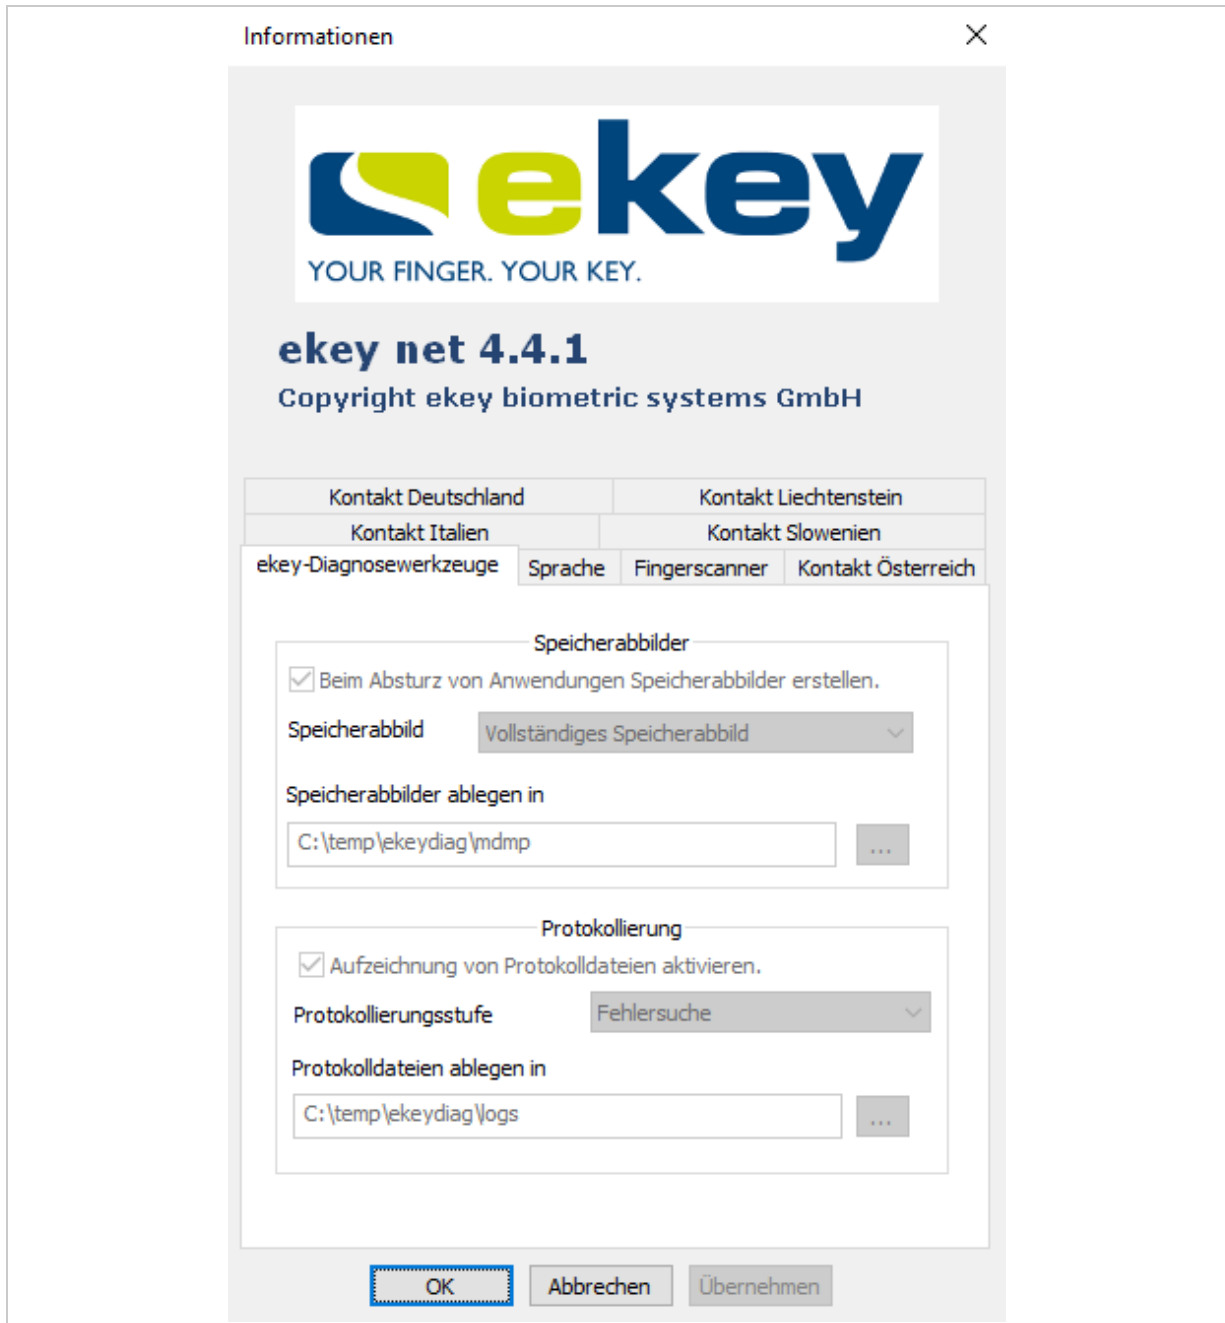 Informationen
ekey
YOUR FINGER. YOUR KEY.
ekey net 4.4.1
Copyright ekey biometric systems GmbH
Kontakt Deutschland Kontakt Liechtenstein
Kontakt Italien Kontakt Slowenien
ekey-Diagnosewerkzeuge Sprache Fingerscanner Kontakt Österreich
Speicherabbilder
Beim Absturz von Anwendungen Speicherabbilder erstellen.
Speicherabbild Vollständiges Speicherabbild
Speicherabbilder ablegen in
C:\temp\ekeydiag\mdmp ...
Protokollierung
Aufzeichnung von Protokolldateien aktivieren.
Protokollierungsstufe Fehlersuche
Protokolldateien ablegen in
C:\temp\ekeydiag\logs ...
OK Abbrechen Übernehmen